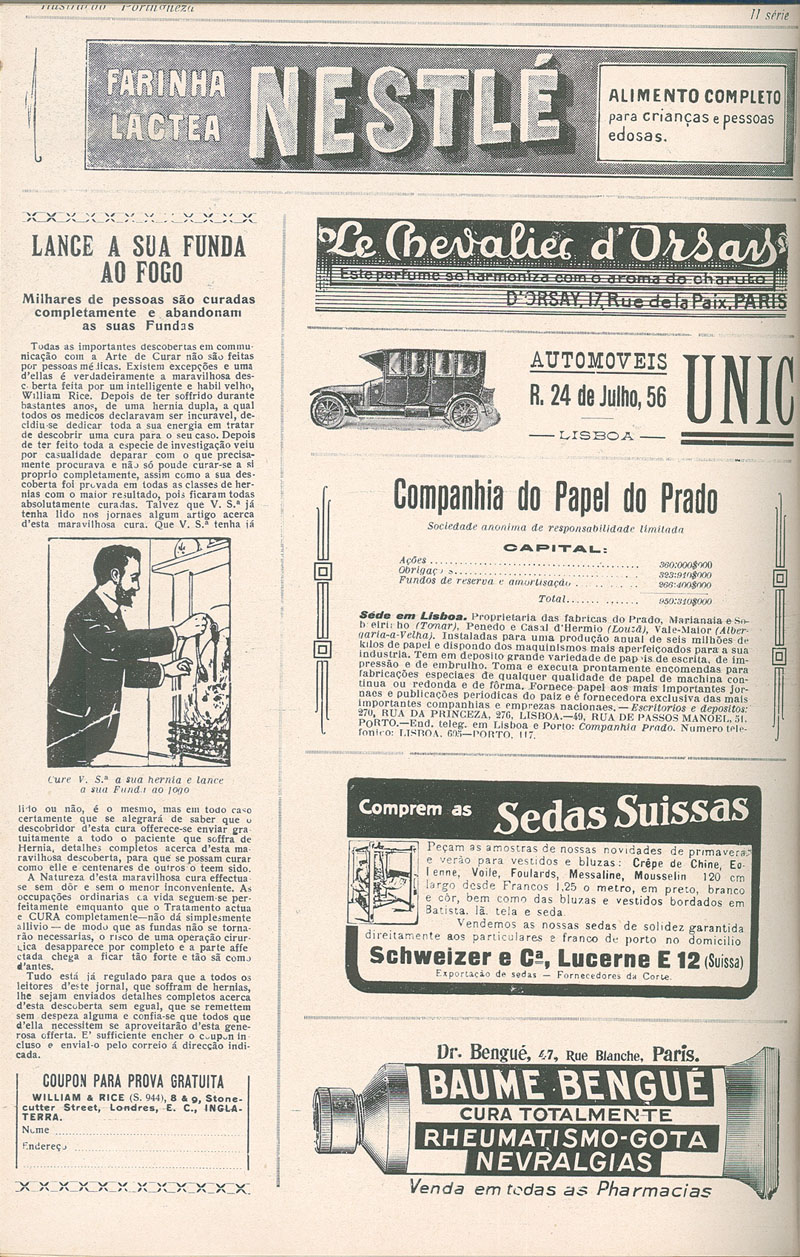 Ilustração Portugueza
II série
FARINHA
LACTEA
NESTLÉ
ALIMENTO COMPLETO
para crianças e pessoas
edosas.
LANCE A SUA FUNDA
AO FOGO
Milhares de pessoas são curadas
completamente e abandonam
as suas Fundas
Todas as importantes descobertas em commu-
nicação com a Arte de Curar não são feitas
por pessoas médicas. Existem excepções e uma
d'ellas é verdadeiramente a maravilhosa des-
coberta feita por um intelligente e habil velho,
William Rice. Depois de ter soffrido durante
bastantes anos, de uma hernia dupla, a qual
todos os medicos declaravam ser incuravel, de-
cidiu-se dedicar toda a sua energia em tratar
de descobrir uma cura para o seu caso. Depois
de ter feito toda a especie de investigação veiu
por casualidade deparar com o que precisa-
mente procurava e não só poude curar-se a si
proprio completamente, assim como a sua des-
coberta foi provada em todas as classes de her-
nias com o maior resultado, pois ficaram todas
absolutamente curadas. Talvez que V. S.ª já
tenha lido nos jornaes algum artigo acerca
d'esta maravilhosa cura. Que V. S.ª tenha já
Cure V. S.ª a sua hernia e lance
a sua Funda ao fogo
lido ou não, é o mesmo, mas em todo caso
certamente que se alegrará de saber que o
descobridor d'esta cura offerece-se enviar gra-
tuitamente a todo o paciente que soffra de
Hernia, detalhes completos acerca d'esta ma-
ravilhosa descoberta, para que se possam curar
como elle e centenares de outros o teem sido.
A Natureza d'esta maravilhosa cura effectua-
se sem dôr e sem o menor inconveniente. As
occupações ordinarias da vida seguem-se per-
feitamente enquanto que o Tratamento actua
e CURA completamente—não dá simplesmente
allivio — de modo que as fundas não se torna-
rão necessarias, o risco de uma operação cirur-
gica desapparece por completo e a parte affe
ctada chega a ficar tão forte e tão sã como
d'antes.
Tudo está já regulado para que a todos os
leitores d'este jornal, que soffram de hernias,
lhe sejam enviados detalhes completos acerca
d'esta descoberta sem egual, que se remettem
sem despeza alguma e confia-se que todos que
d'ella necessitem se aproveitarão d'esta gene-
rosa offerta. E' sufficiente encher o coupon in
cluso e envial-o pelo correio á direcção indi-
cada.
COUPON PARA PROVA GRATUITA
WILLIAM & RICE (S. 944), 8 & 9, Stone-
cutter Street, Londres, E. C., INGLA-
TERRA.
Nome
Endereço
Le Chevalier d'Orsay
Este perfume se harmoniza com o aroma do charuto
D'ORSAY, 17, Rue de la Paix, PARIS
AUTOMOVEIS
R. 24 de Julho, 56
—LISBOA—
UNIC
Companhia do Papel do Prado
Sociedade anonima de responsabilidade limitada
CAPITAL:
Ações .......... 360:000$000
Obrigações .......... 323:910$000
Fundos de reserva e amortisação .......... 266:400$000
Total.......... 950:310$000
Séde em Lisboa. Proprietaria das fabricas do Prado, Marianaia e So-
breirinho (Tomar), Penedo e Casal d'Hermio (Louzã), Vale-Maior (Alber-
garia-a-Velha). Instaladas para uma produção anual de seis milhões de
kilos de papel e dispondo dos maquinismos mais aperfeiçoados para a sua
industria. Tem em deposito grande variedade de papeis de escrita, de im-
pressão e de embrulho. Toma e executa prontamente encomendas para
fabricações especiaes de qualquer qualidade de papel de machina con-
tinua ou redonda e de fôrma. Fornece papel aos mais importantes jor-
naes e publicações periodicas do paiz e é fornecedora exclusiva das mais
importantes companhias e emprezas nacionaes.—Escritorios e depositos:
270, RUA DA PRINCEZA, 276, LISBOA.—49, RUA DE PASSOS MANOEL, 51.
PORTO.—End. teleg. em Lisboa e Porto: Companhia Prado. Numero tele-
fonico: LISBOA. 605—PORTO. 117.
Comprem as Sedas Suissas
Peçam as amostras de nossas novidades de primavera
e verão para vestidos e bluzas: Crêpe de Chine, Eo-
lienne, Voile, Foulards, Messaline, Mousselin 120 cm
largo desde Francos 1,25 o metro, em preto, branco
e côr, bem como das bluzas e vestidos bordados em
Batista, lã, tela e seda.
Vendemos as nossas sedas de solidez garantida
direitamente aos particulares e franco de porto no domicilio
Schweizer e Cª, Lucerne E 12 (Suissa)
Exportação de sedas — Fornecedores da Corte.
Dr. Bengué, 47, Rue Blanche, Paris.
BAUME BENGUÉ
CURA TOTALMENTE
RHEUMATISMO-GOTA
NEVRALGIAS
Venda em todas as Pharmacias